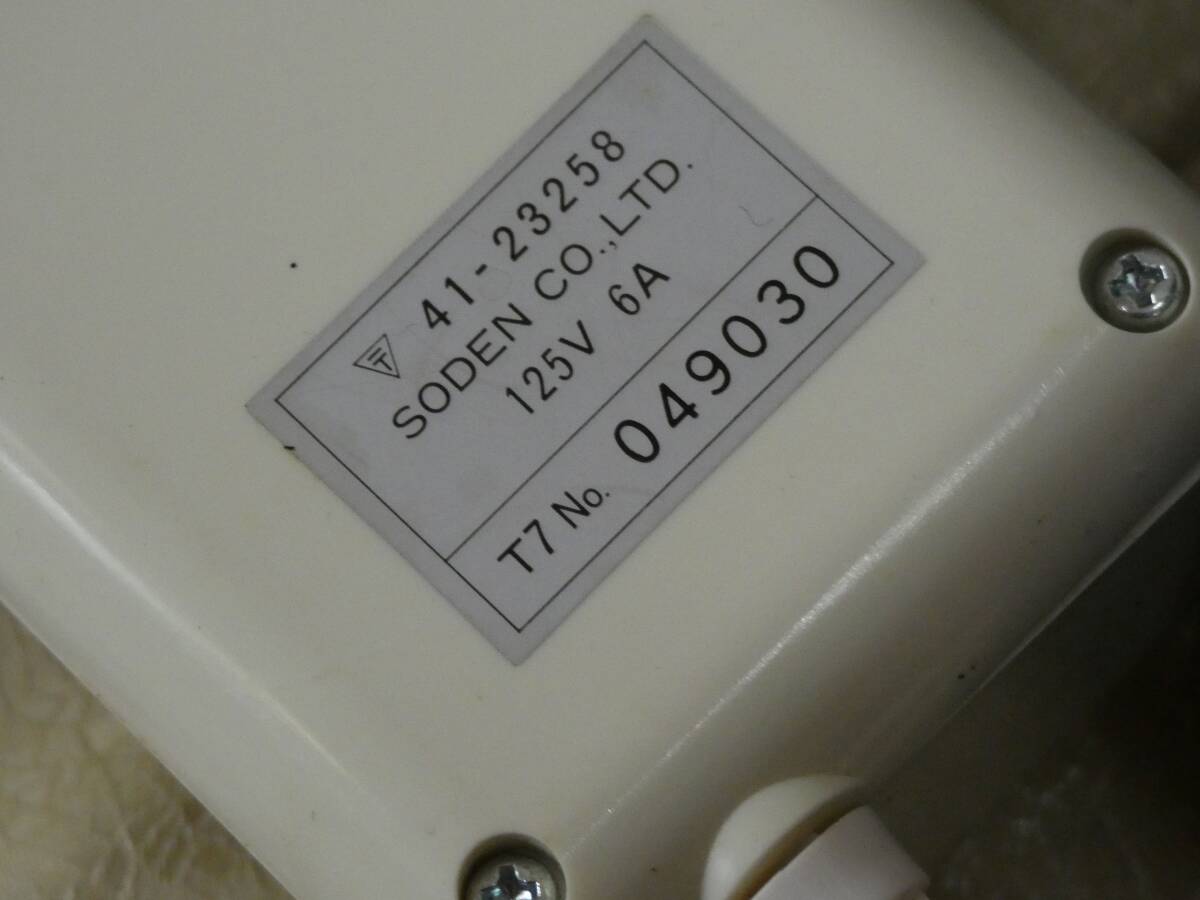 〒 41-23258
SODEN CO.,LTD.
125V 6A
T7 No. 049030